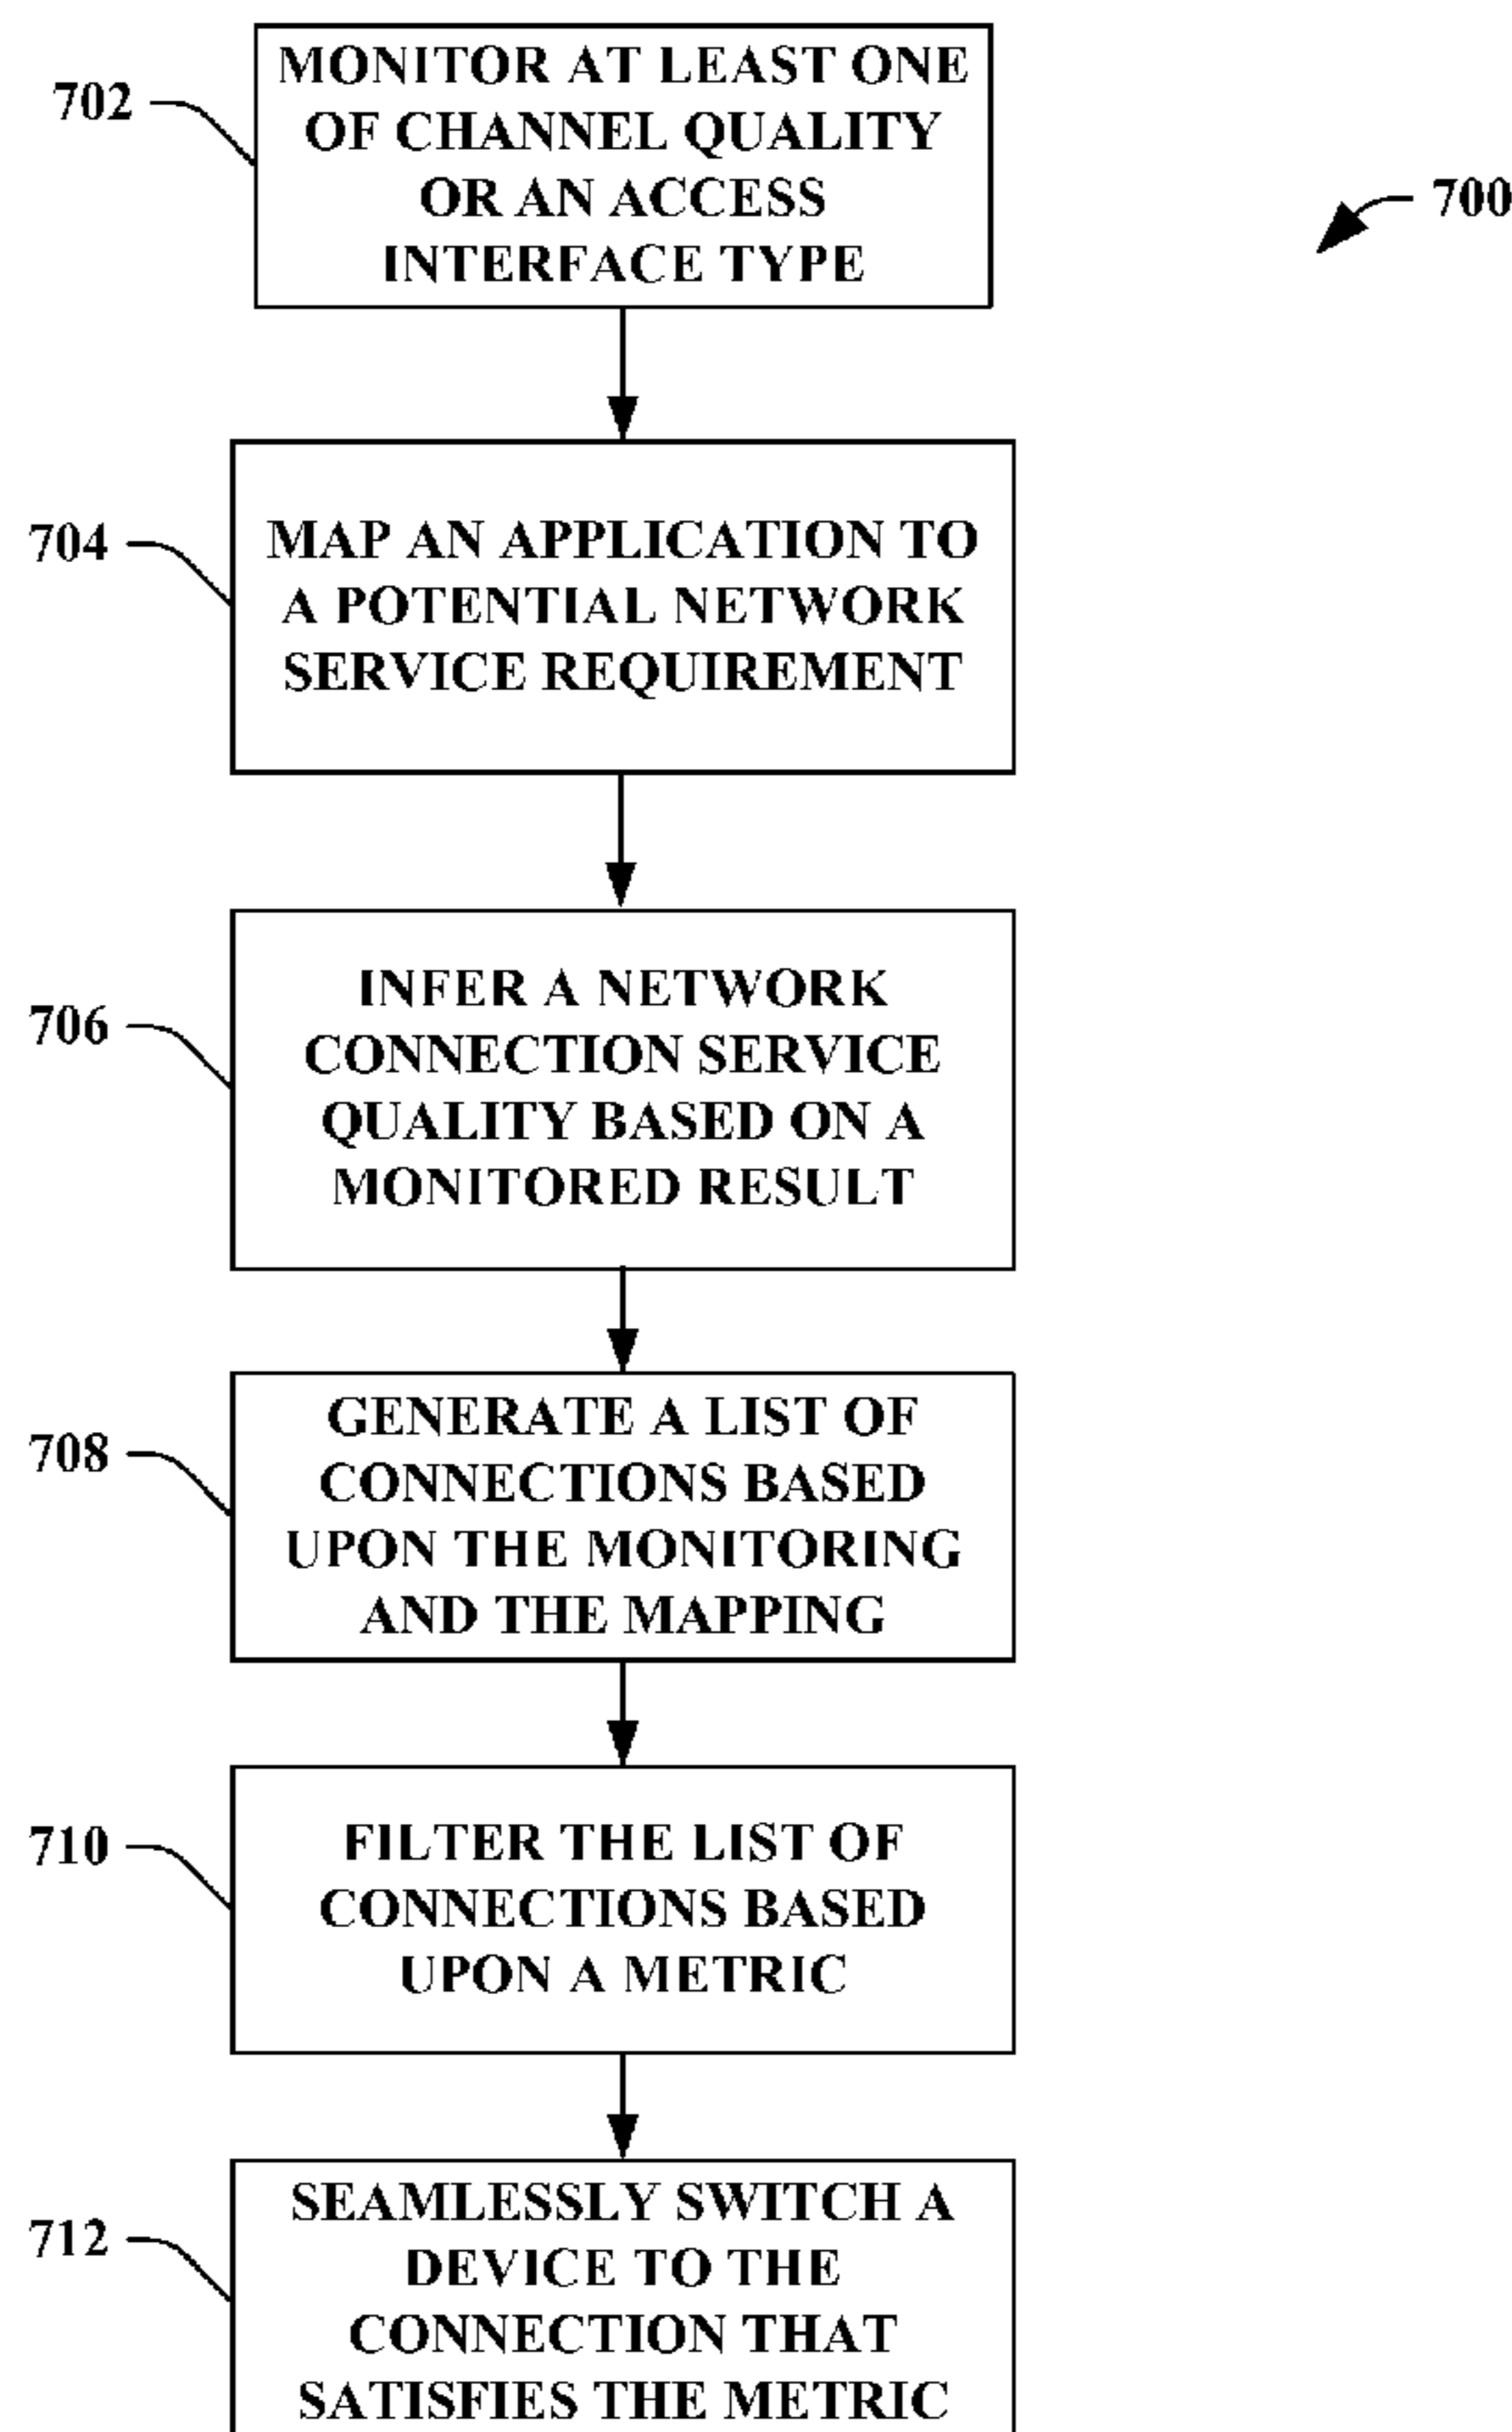 702
MONITOR AT LEAST ONE
OF CHANNEL QUALITY
OR AN ACCESS
INTERFACE TYPE
700
704
MAP AN APPLICATION TO
A POTENTIAL NETWORK
SERVICE REQUIREMENT
706
INFER A NETWORK
CONNECTION SERVICE
QUALITY BASED ON A
MONITORED RESULT
708
GENERATE A LIST OF
CONNECTIONS BASED
UPON THE MONITORING
AND THE MAPPING
710
FILTER THE LIST OF
CONNECTIONS BASED
UPON A METRIC
712
SEAMLESSLY SWITCH A
DEVICE TO THE
CONNECTION THAT
SATISFIES THE METRIC